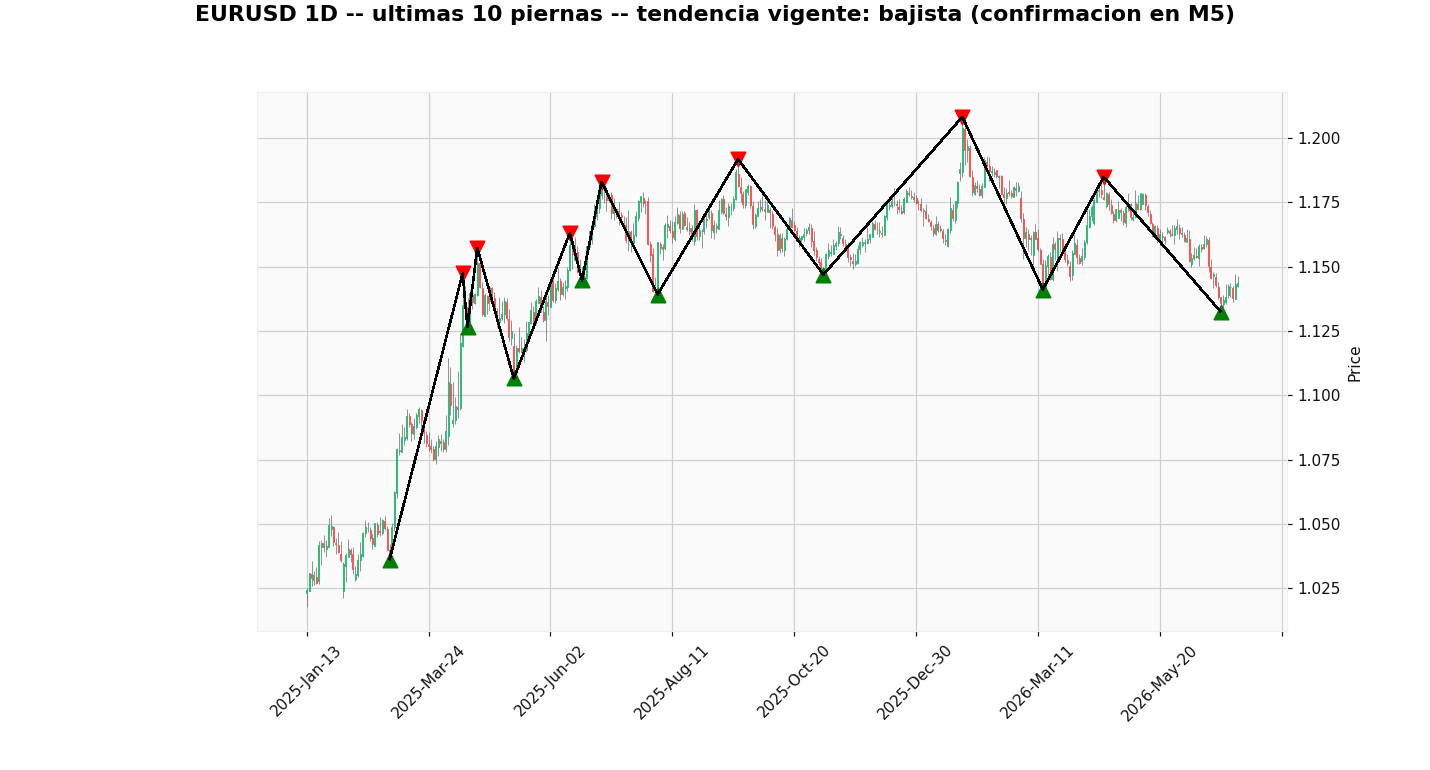 EURUSD 1D -- ultimas 10 piernas -- tendencia vigente: bajista (confirmacion en M5)
1.200
1.175
1.150
1.125
1.100
1.075
1.050
1.025
Price
2025-Jan-13
2025-Mar-24
2025-Jun-02
2025-Aug-11
2025-Oct-20
2025-Dec-30
2026-Mar-11
2026-May-20